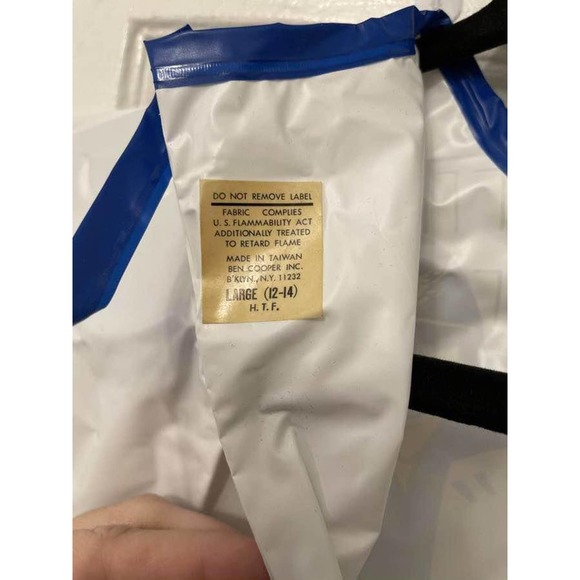 DO NOT REMOVE LABEL
FABRIC COMPLIES
U.S. FLAMMABILITY ACT
ADDITIONALLY TREATED
TO RETARD FLAME
MADE IN TAIWAN
BEN COOPER INC.
B'KLYN., N.Y. 11232
LARGE (12-14)
H. T. F.